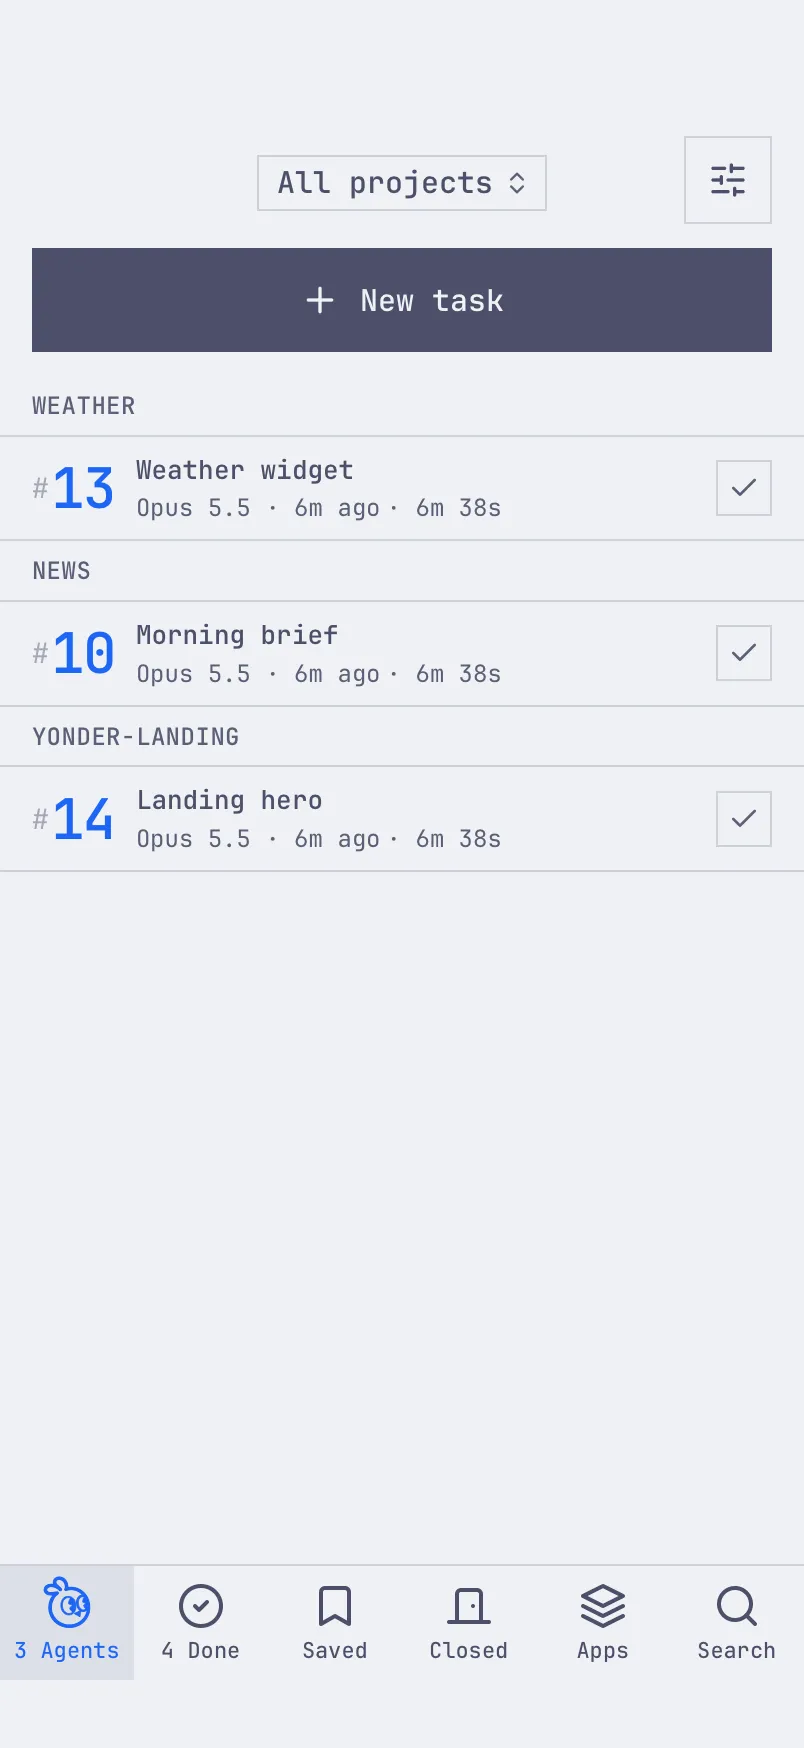 All projects
New task
WEATHER
#13
Weather widget
Opus 5.5 · 6m ago · 6m 38s
NEWS
#10
Morning brief
Opus 5.5 · 6m ago · 6m 38s
YONDER-LANDING
#14
Landing hero
Opus 5.5 · 6m ago · 6m 38s
3 Agents
4 Done
Saved
Closed
Apps
Search